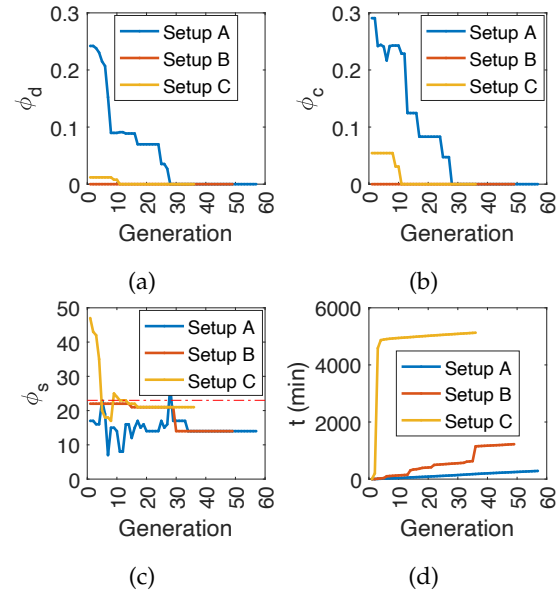 0.3
0.2
0.1
0
ϕd
Setup A
Setup B
Setup C
0 10 20 30 40 50 60
Generation
(a)
0.3
0.2
0.1
0
ϕc
Setup A
Setup B
Setup C
0 10 20 30 40 50 60
Generation
(b)
50
40
30
20
10
0
ϕs
Setup A
Setup B
Setup C
0 10 20 30 40 50 60
Generation
(c)
6000
4000
2000
0
t (min)
Setup A
Setup B
Setup C
0 10 20 30 40 50 60
Generation
(d)